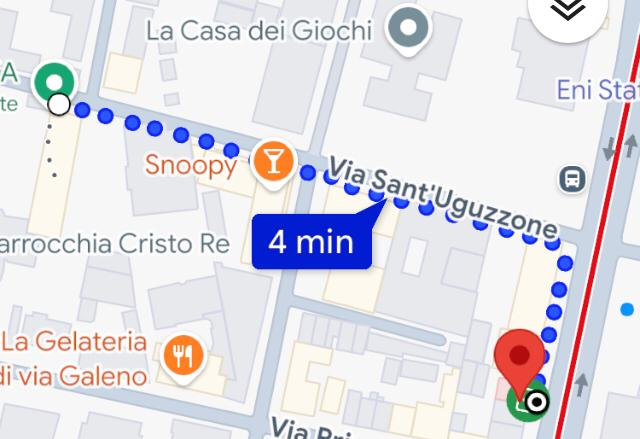 La Casa dei Giochi
A
te
Eni Stat
Snoopy
Via Sant'Uguzzone
4 min
arrocchia Cristo Re
La Gelateria
di via Galeno
Via Pri